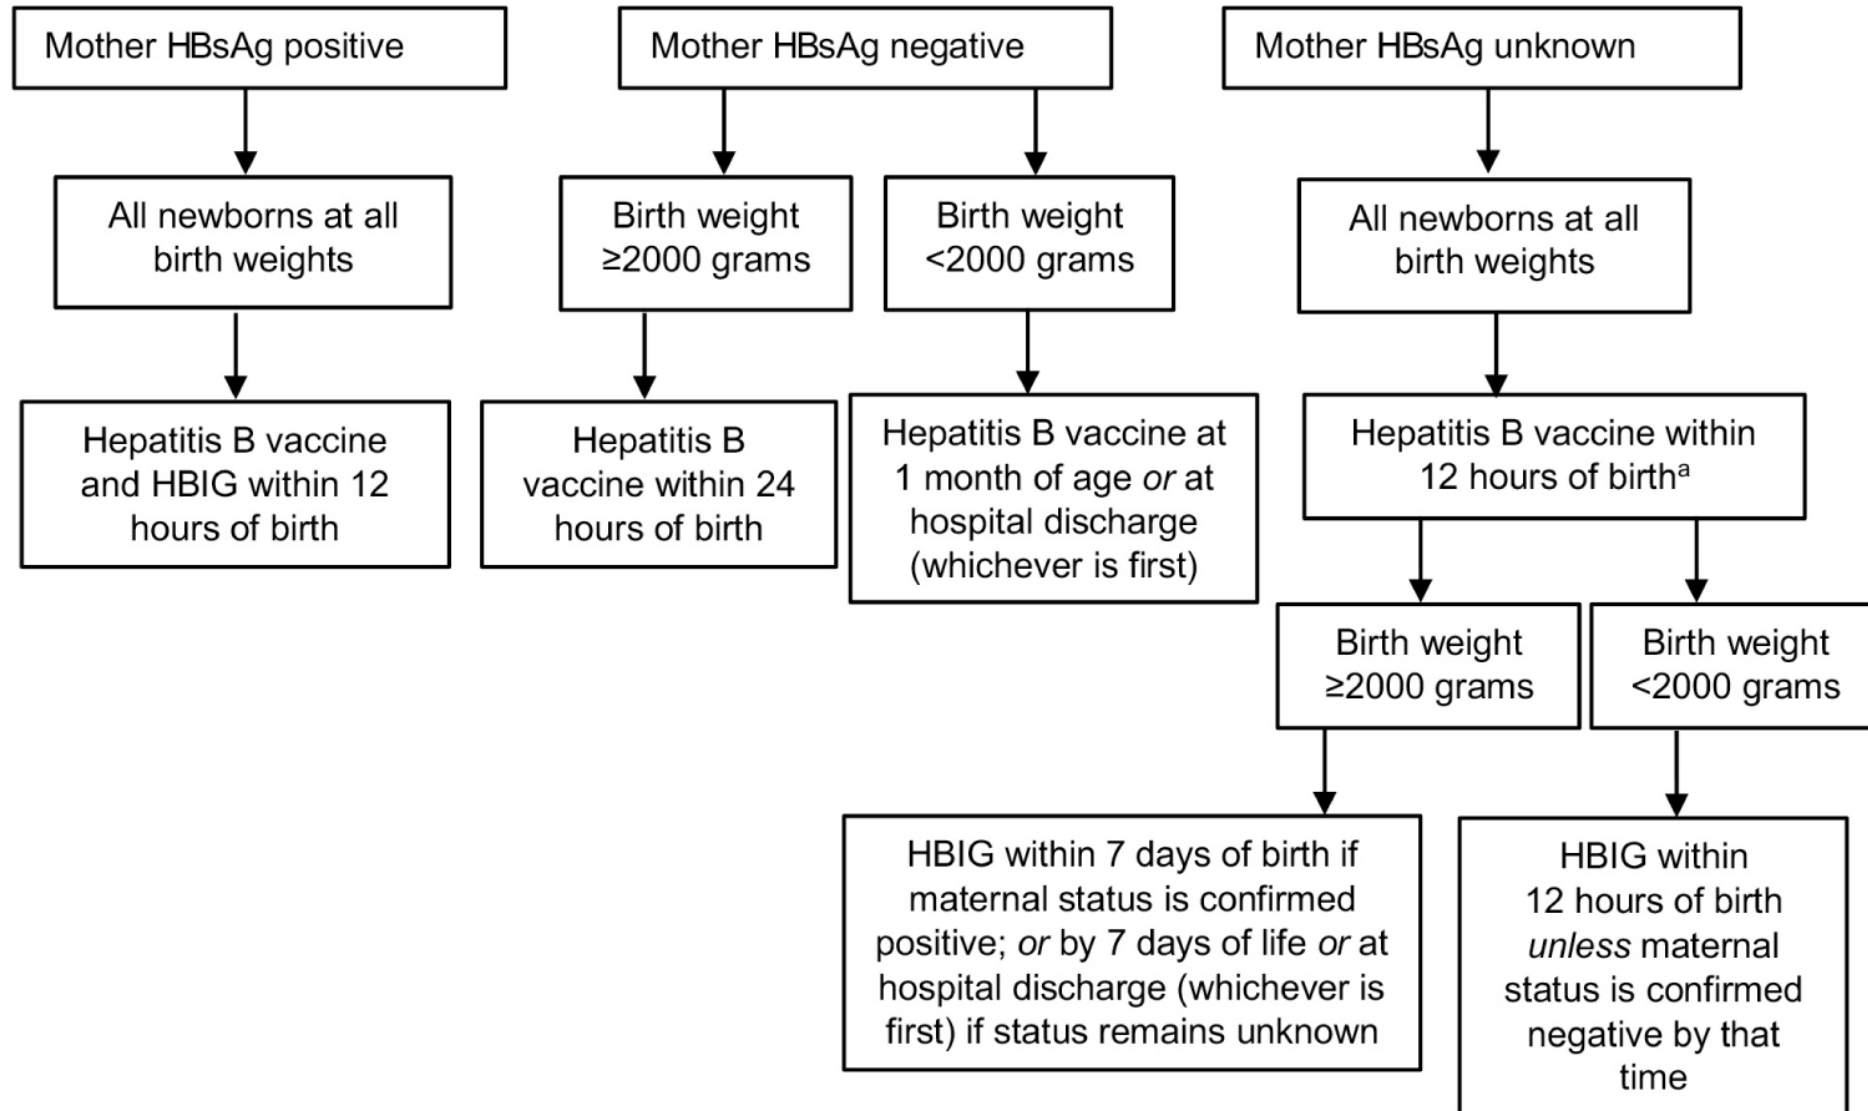 Mother HBsAg positive
Mother HBsAg negative
Mother HBsAg unknown
All newborns at all
birth weights
Birth weight
≥2000 grams
Birth weight
<2000 grams
All newborns at all
birth weights
Hepatitis B vaccine
and HBIG within 12
hours of birth
Hepatitis B
vaccine within 24
hours of birth
Hepatitis B vaccine at
1 month of age or at
hospital discharge
(whichever is first)
Hepatitis B vaccine within
12 hours of birthᵃ
Birth weight
≥2000 grams
Birth weight
<2000 grams
HBIG within 7 days of birth if
maternal status is confirmed
positive; or by 7 days of life or at
hospital discharge (whichever is
first) if status remains unknown
HBIG within
12 hours of birth
unless maternal
status is confirmed
negative by that
time